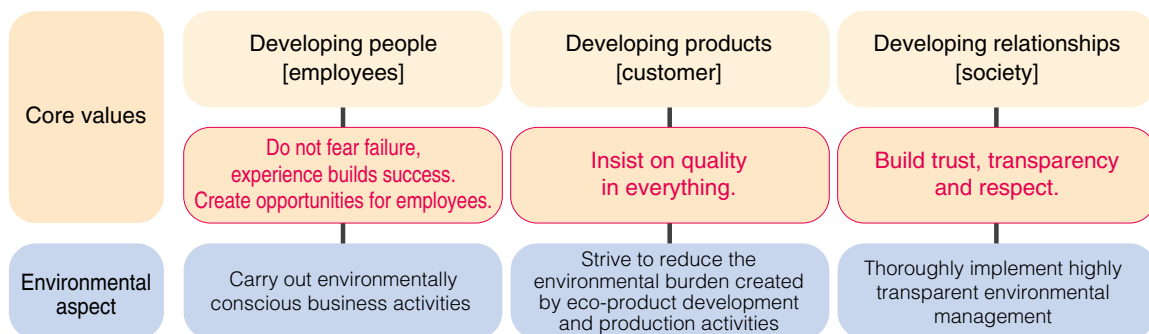 Core values
Developing people
[employees]
Developing products
[customer]
Developing relationships
[society]
Do not fear failure,
experience builds success.
Create opportunities for employees.
Insist on quality
in everything.
Build trust, transparency
and respect.
Environmental
aspect
Carry out environmentally
conscious business activities
Strive to reduce the
environmental burden created
by eco-product development
and production activities
Thoroughly implement highly
transparent environmental
management